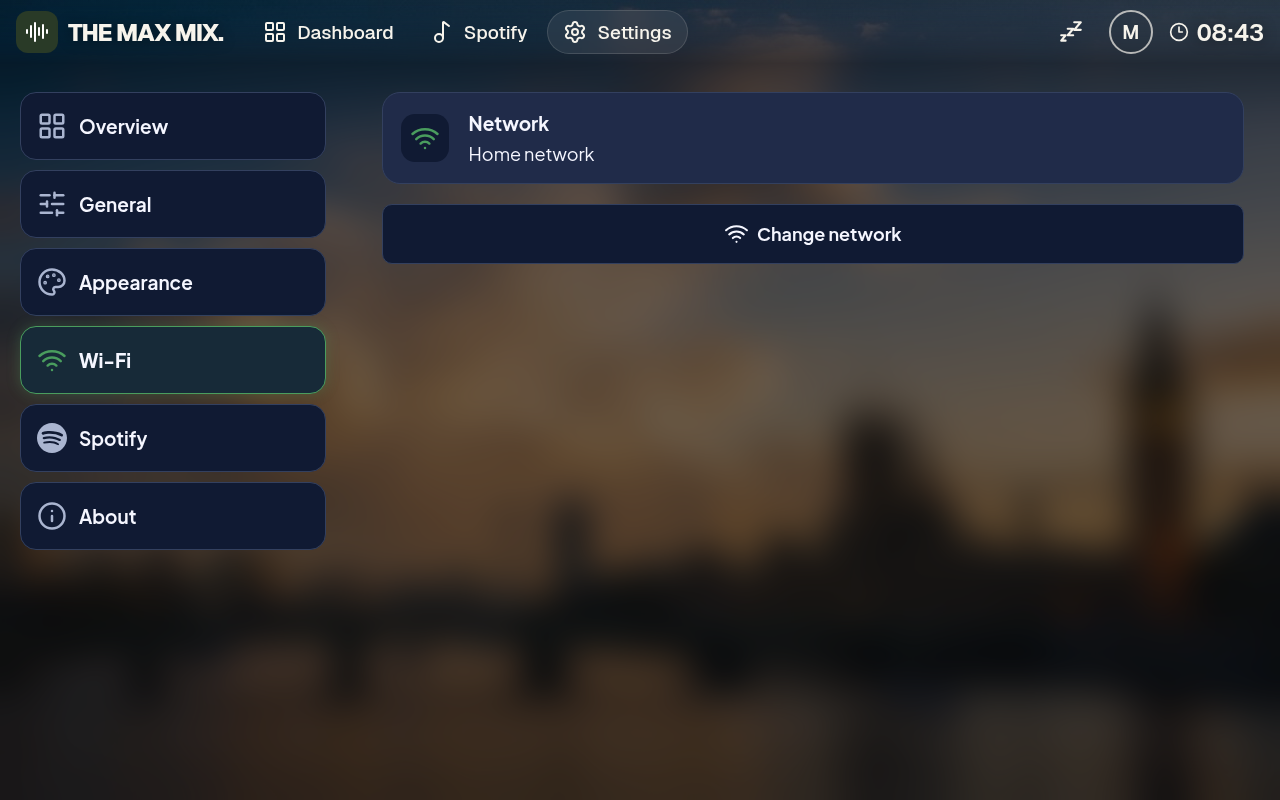 THE MAX MIX.
Dashboard
Spotify
Settings
M
08:43
Overview
General
Appearance
Wi-Fi
Spotify
About
Network
Home network
Change network